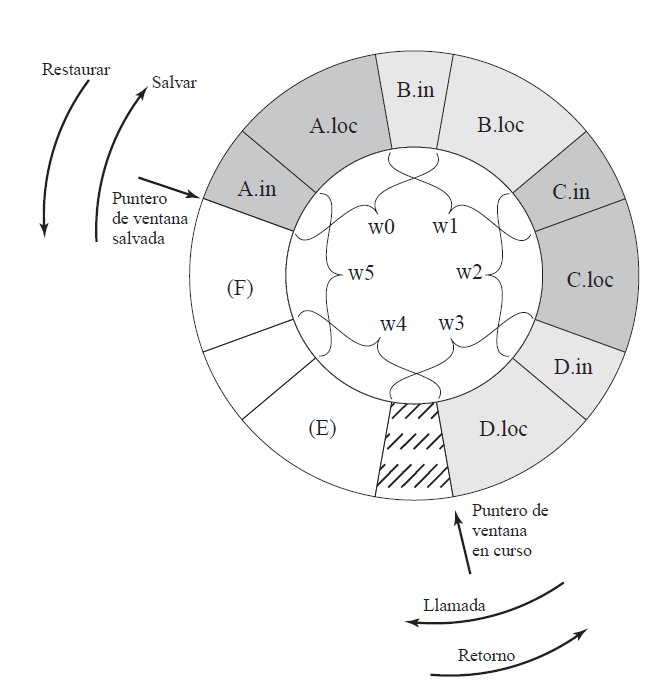 Restaurar
Salvar
B.in
A.loc
B.loc
A.in
C.in
Puntero
de ventana
salvada
w0
w1
(F)
w5
w2
C.loc
w4
w3
D.in
(E)
D.loc
Puntero de
ventana
en curso
Llamada
Retorno